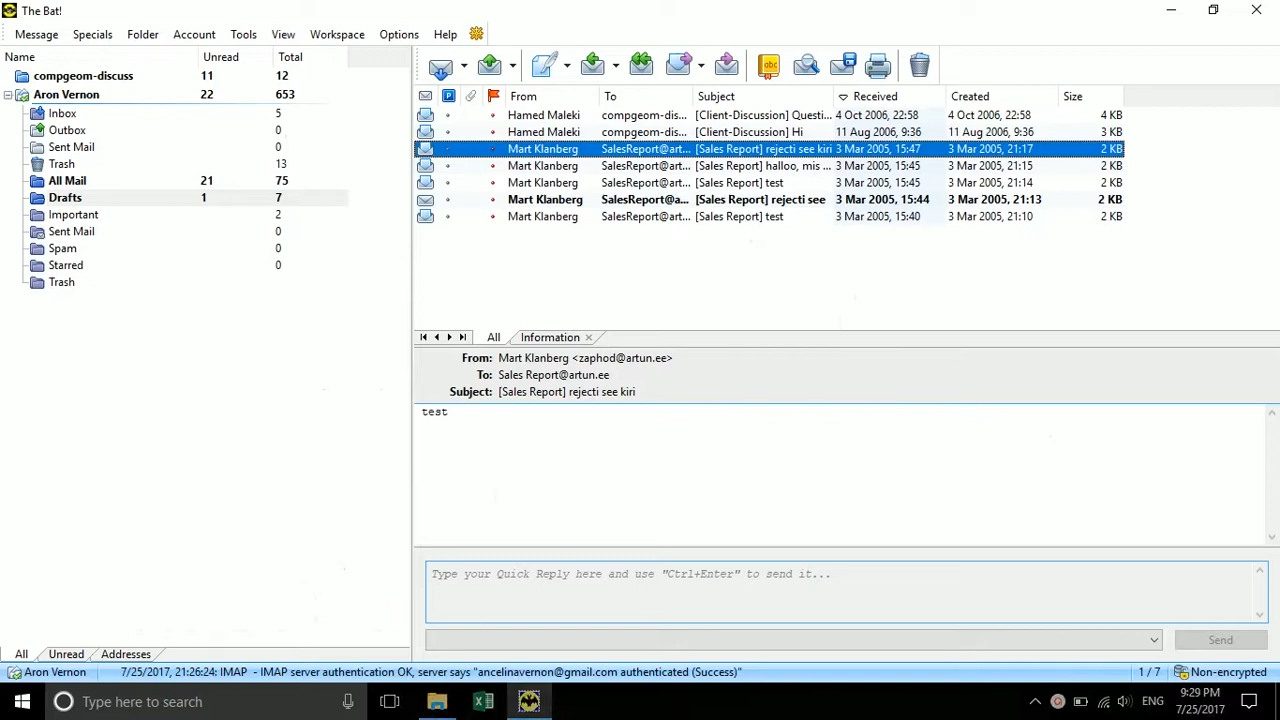 The Bat!
Message Specials Folder Account Tools View Workspace Options Help
Name Unread Total
compgeom-discuss 11 12
Aron Vernon 22 653
Inbox 5
Outbox 0
Sent Mail 0
Trash 13
All Mail 21 75
Drafts 1 7
Important 2
Sent Mail 0
Spam 0
Starred 0
Trash
All Unread Addresses
abc
P From To Subject Received Created Size
Hamed Maleki compgeom-dis... [Client-Discussion] Questi... 4 Oct 2006, 22:58 4 Oct 2006, 22:58 4 KB
Hamed Maleki compgeom-dis... [Client-Discussion] Hi 11 Aug 2006, 9:36 11 Aug 2006, 9:36 3 KB
Mart Klanberg SalesReport@art... [Sales Report] rejecti see kiri 3 Mar 2005, 15:47 3 Mar 2005, 21:17 2 KB
Mart Klanberg SalesReport@art... [Sales Report] halloo, mis ... 3 Mar 2005, 15:45 3 Mar 2005, 21:15 2 KB
Mart Klanberg SalesReport@art... [Sales Report] test 3 Mar 2005, 15:45 3 Mar 2005, 21:14 2 KB
Mart Klanberg SalesReport@a... [Sales Report] rejecti see 3 Mar 2005, 15:44 3 Mar 2005, 21:13 2 KB
Mart Klanberg SalesReport@art... [Sales Report] test 3 Mar 2005, 15:40 3 Mar 2005, 21:10 2 KB
All Information
From: Mart Klanberg <zaphod@artun.ee>
To: Sales Report@artun.ee
Subject: [Sales Report] rejecti see kiri
test
Type your Quick Reply here and use "Ctrl+Enter" to send it...
Send
Aron Vernon 7/25/2017, 21:26:24: IMAP - IMAP server authentication OK, server says "ancelinavernon@gmail.com authenticated (Success)" 1 / 7 Non-encrypted
Type here to search
ENG 9:29 PM
7/25/2017